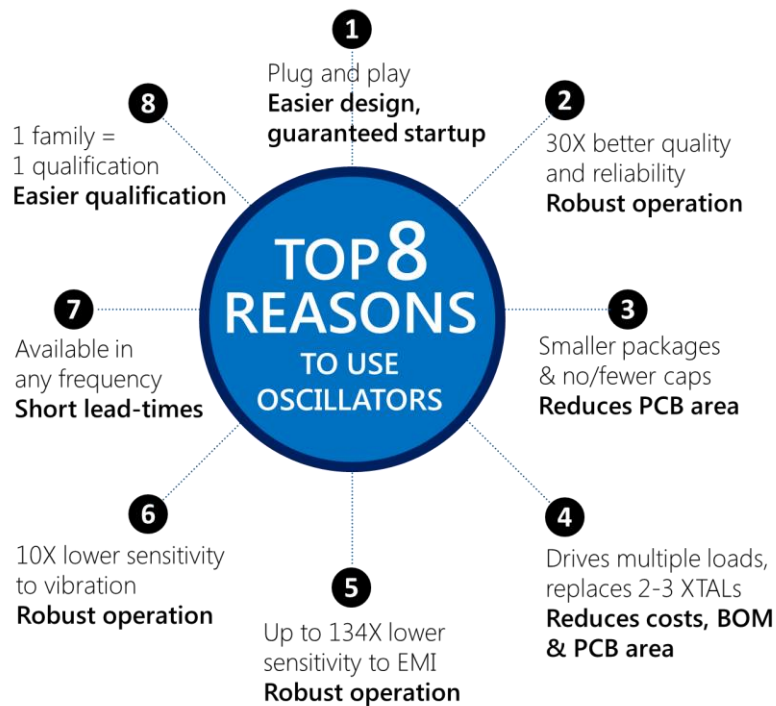 TOP 8
REASONS
TO USE
OSCILLATORS
1
Plug and play
Easier design,
guaranteed startup
2
30X better quality
and reliability
Robust operation
3
Smaller packages
& no/fewer caps
Reduces PCB area
4
Drives multiple loads,
replaces 2-3 XTALs
Reduces costs, BOM
& PCB area
5
Up to 134X lower
sensitivity to EMI
Robust operation
6
10X lower sensitivity
to vibration
Robust operation
7
Available in
any frequency
Short lead-times
8
1 family =
1 qualification
Easier qualification